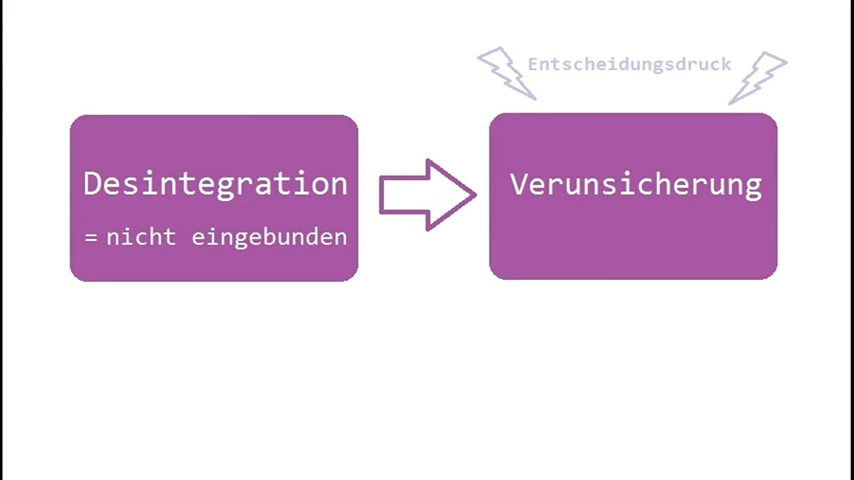 Entscheidungsdruck
Desintegration
= nicht eingebunden
Verunsicherung